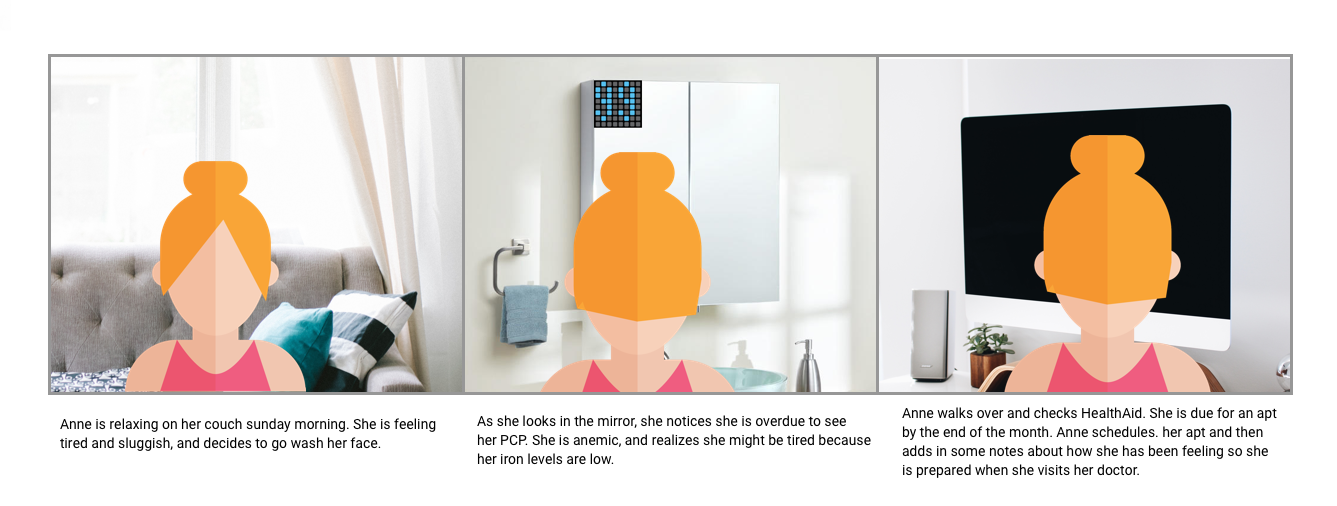 Anne is relaxing on her couch sunday morning. She is feeling
tired and sluggish, and decides to go wash her face.
As she looks in the mirror, she notices she is overdue to see
her PCP. She is anemic, and realizes she might be tired because
her iron levels are low.
Anne walks over and checks HealthAid. She is due for an apt
by the end of the month. Anne schedules. her apt and then
adds in some notes about how she has been feeling so she
is prepared when she visits her doctor.